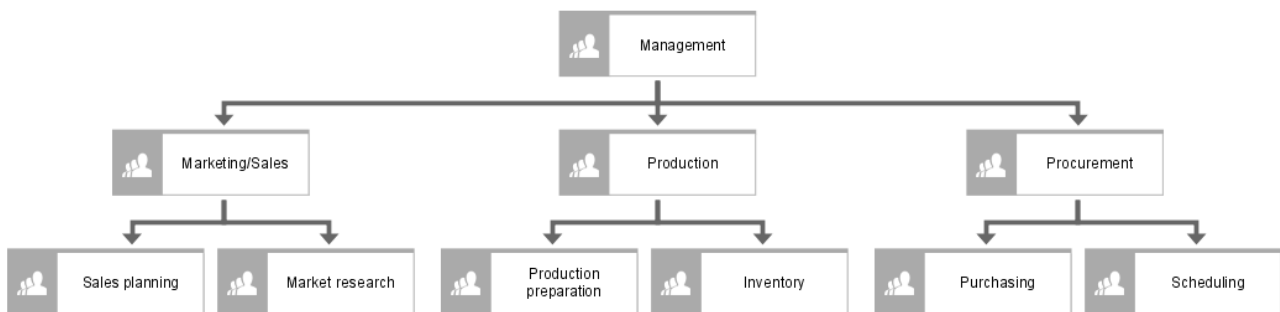 Management
Marketing/Sales
Production
Procurement
Sales planning
Market research
Production
preparation
Inventory
Purchasing
Scheduling